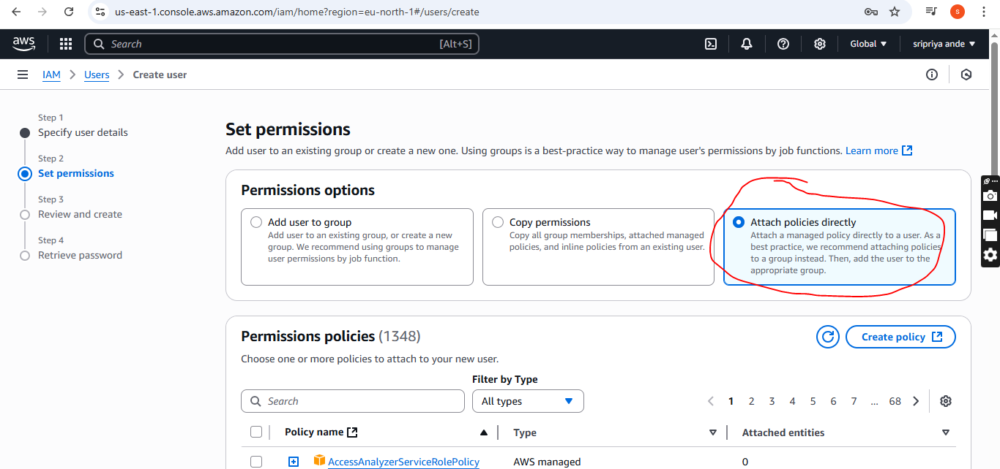 us-east-1.console.aws.amazon.com/iam/home?region=eu-north-1#/users/create
s
aws
Search
[Alt+S]
Global
sripriya ande
IAM
Users
Create user
Step 1
Specify user details
Step 2
Set permissions
Step 3
Review and create
Step 4
Retrieve password
Set permissions
Add user to an existing group or create a new one. Using groups is a best-practice way to manage user's permissions by job functions. Learn more
Permissions options
Add user to group
Add user to an existing group, or create a new
group. We recommend using groups to manage
user permissions by job function.
Copy permissions
Copy all group memberships, attached managed
policies, and inline policies from an existing user.
Attach policies directly
Attach a managed policy directly to a user. As a
best practice, we recommend attaching policies
to a group instead. Then, add the user to the
appropriate group.
Permissions policies (1348)
Create policy
Choose one or more policies to attach to your new user.
Filter by Type
Search
All types
1 2 3 4 5 6 7 ... 68
Policy name
Type
Attached entities
AccessAnalyzerServiceRolePolicy
AWS managed
0